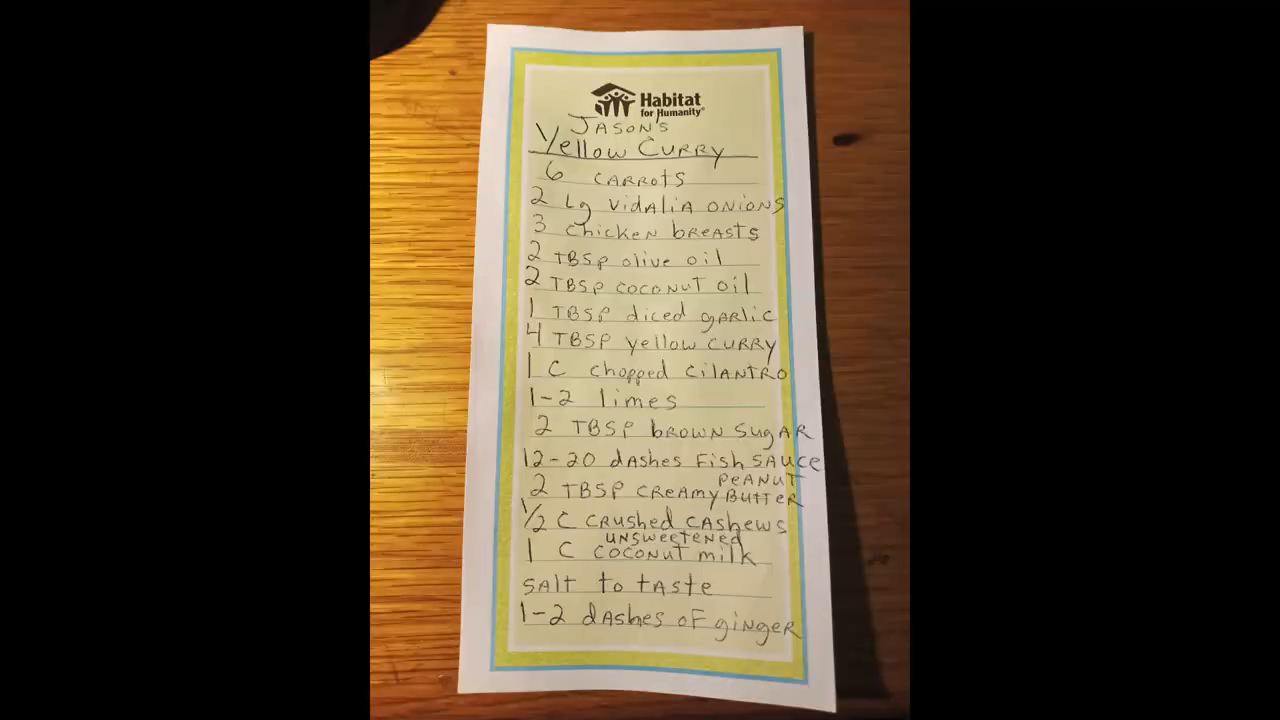 Habitat
for Humanity®
JASON'S
Yellow CURRY
6 CARROTS
2 Lg VidAliA ONIONS
3 Chicken bREASTS
2 TBSP olive oil
2 TBSP COCONUT oil
1 TBSP diced gARLic
4 TBSP yellow CURRY
1 C chopped CilANTRO
1-2 limes
2 TBSP bROWN SugAR
12-20 dAShes Fish SAUCE
2 TBSP CReAmy PeANUT BUTTER
1/2 C CRUShed CAShews
1 C UNSWEETENED COCONUT milk
SALT to TASTE
1-2 dAShes oF giNgeR